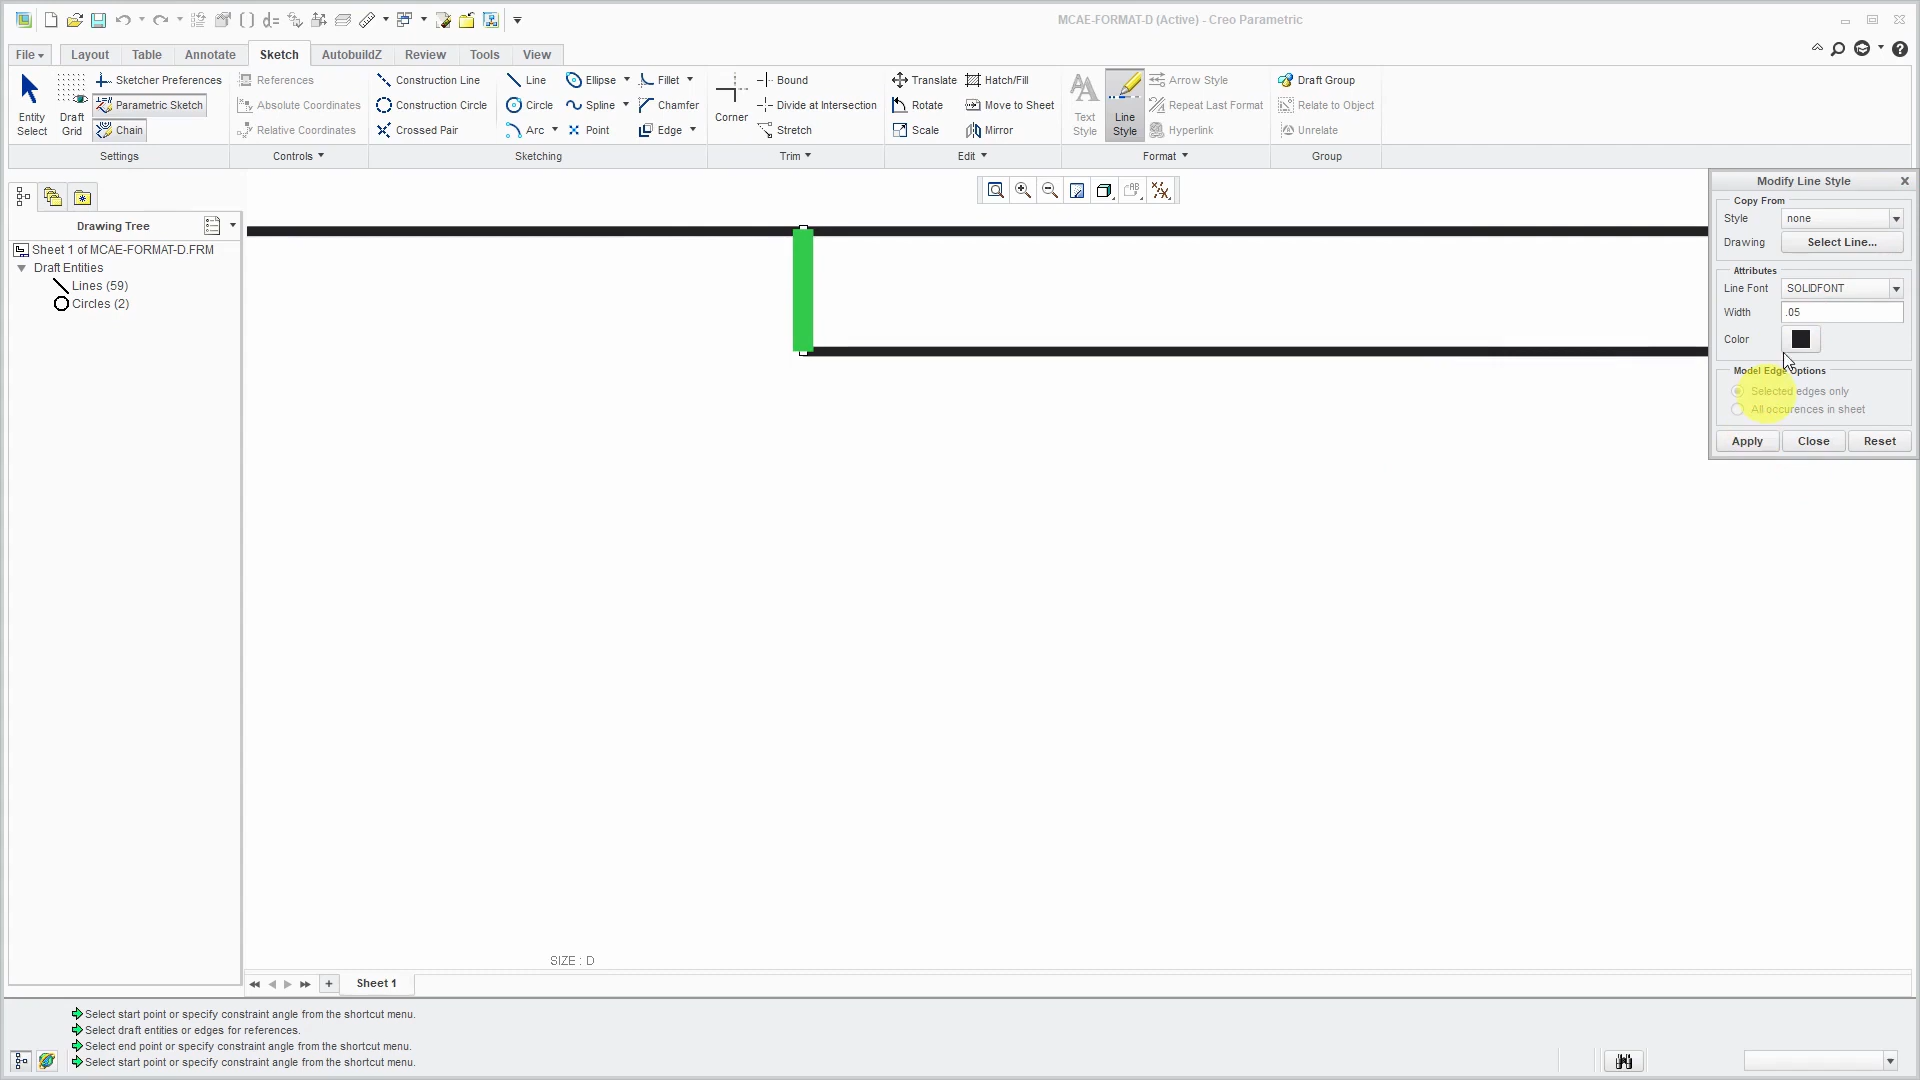 MCAE-FORMAT-D (Active) - Creo Parametric
File
Layout
Table
Annotate
Sketch
AutobuildZ
Review
Tools
View
Entity Select
Draft Grid
Sketcher Preferences
Parametric Sketch
Chain
Settings
References
Absolute Coordinates
Relative Coordinates
Controls
Construction Line
Construction Circle
Crossed Pair
Line
Circle
Arc
Ellipse
Spline
Point
Fillet
Chamfer
Edge
Sketching
Corner
Bound
Divide at Intersection
Stretch
Trim
Translate
Rotate
Scale
Hatch/Fill
Move to Sheet
Mirror
Edit
Text Style
Line Style
Arrow Style
Repeat Last Format
Hyperlink
Format
Draft Group
Relate to Object
Unrelate
Group
Drawing Tree
Sheet 1 of MCAE-FORMAT-D.FRM
Draft Entities
Lines (59)
Circles (2)
Modify Line Style
Copy From
Style none
Drawing Select Line...
Attributes
Line Font SOLIDFONT
Width .05
Color
Model Edge Options
Selected edges only
All occurences in sheet
Apply Close Reset
SIZE : D
Sheet 1
Select start point or specify constraint angle from the shortcut menu.
Select draft entities or edges for references.
Select end point or specify constraint angle from the shortcut menu.
Select start point or specify constraint angle from the shortcut menu.